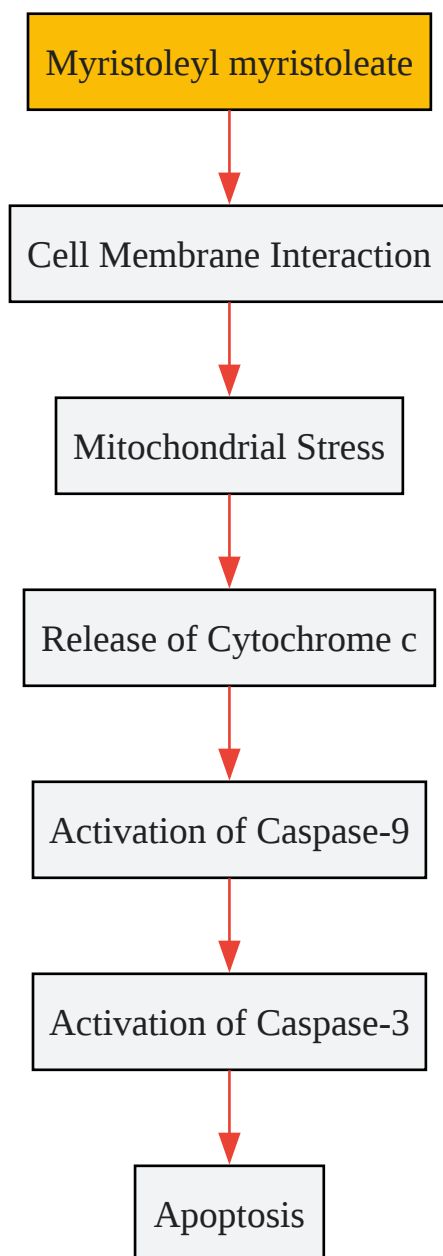 Myristoleyl myristoleate
Cell Membrane Interaction
Mitochondrial Stress
Release of Cytochrome c
Activation of Caspase-9
Activation of Caspase-3
Apoptosis